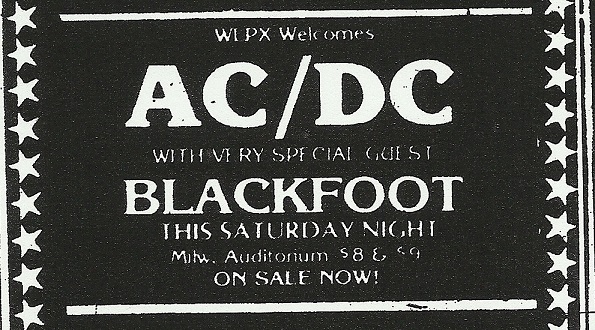 WLPX Welcomes
AC/DC
WITH VERY SPECIAL GUEST
BLACKFOOT
THIS SATURDAY NIGHT
Milw. Auditorium $8 & $9
ON SALE NOW!